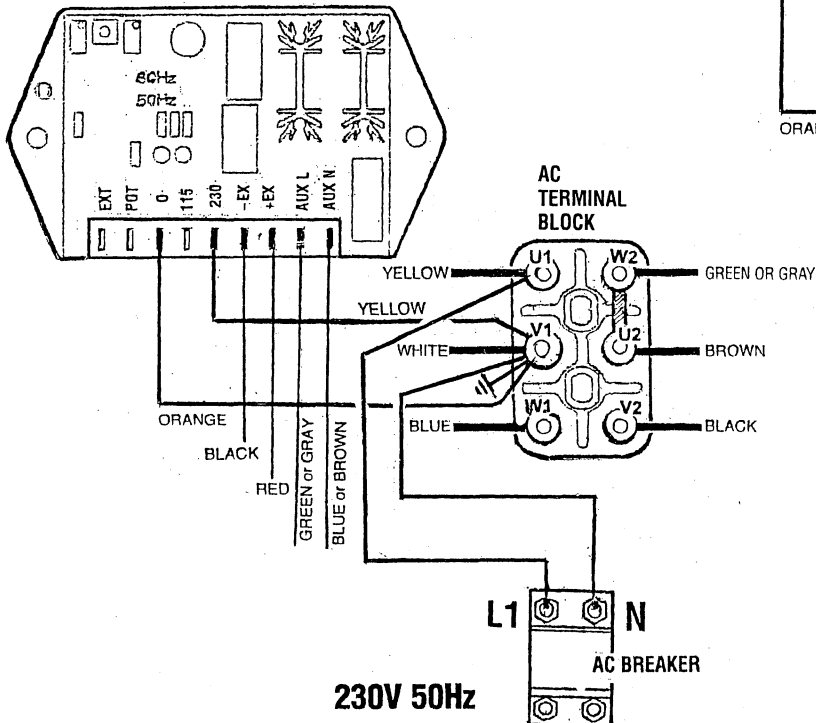 60Hz
50Hz
EXT
POT
0
115
230
-EX
+EX
AUX L
AUX N
ORAN
AC
TERMINAL
BLOCK
U1
W2
YELLOW
GREEN OR GRAY
YELLOW
V1
U2
WHITE
BROWN
ORANGE
W1
V2
BLUE
BLACK
BLACK
RED
GREEN or GRAY
BLUE or BROWN
L1
N
AC BREAKER
230V 50Hz